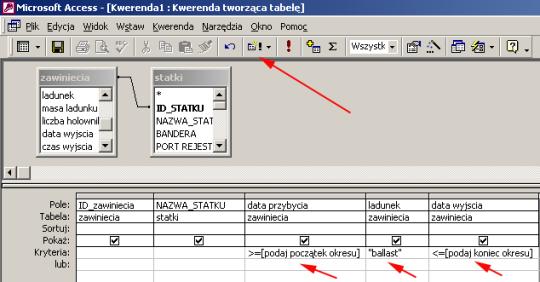 Microsoft Access - [Kwerenda1 : Kwerenda tworząca tabelę]
Plik Edycja Widok Wstaw Kwerenda Narzędzia Okno Pomoc
Wszystk
zawiniecia
ladunek
masa ladunku
liczba holownil
data wyjscia
czas wyjscia
statki
*
ID_STATKU
NAZWA_STAT
BANDERA
PORT REJEST
Pole: ID_zawiniecia NAZWA_STATKU data przybycia ladunek data wyjscia
Tabela: zawiniecia statki zawiniecia zawiniecia zawiniecia
Sortuj:
Pokaż:
Kryteria: >=[podaj początek okresu] "ballast" <=[podaj koniec okresu]
lub: